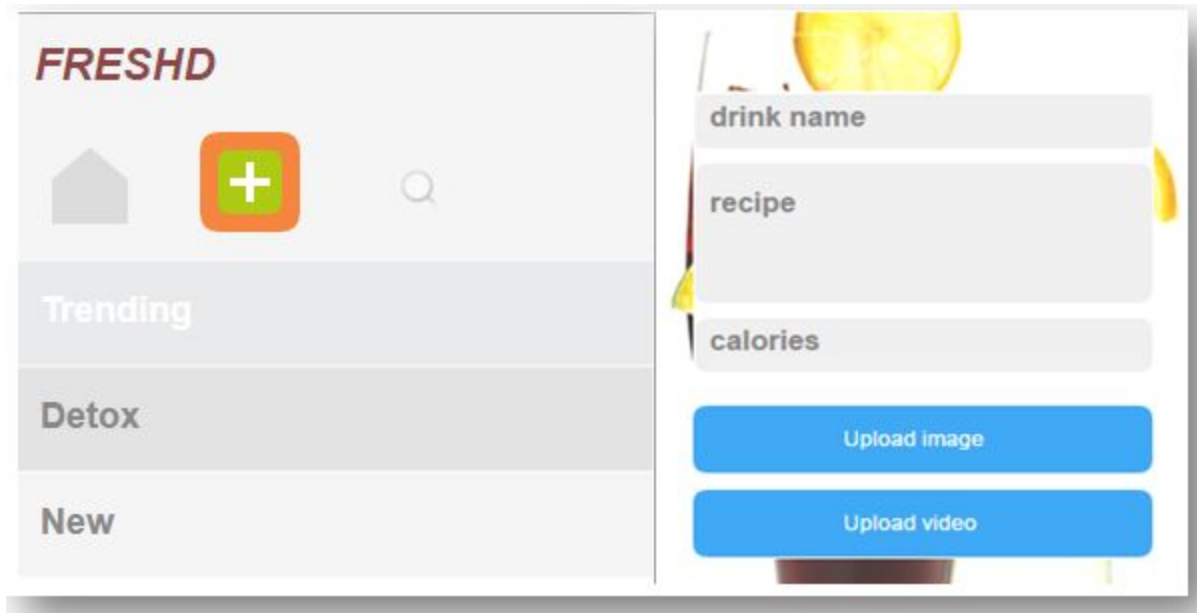 FRESHD
Trending
Detox
New
drink name
recipe
calories
Upload image
Upload video